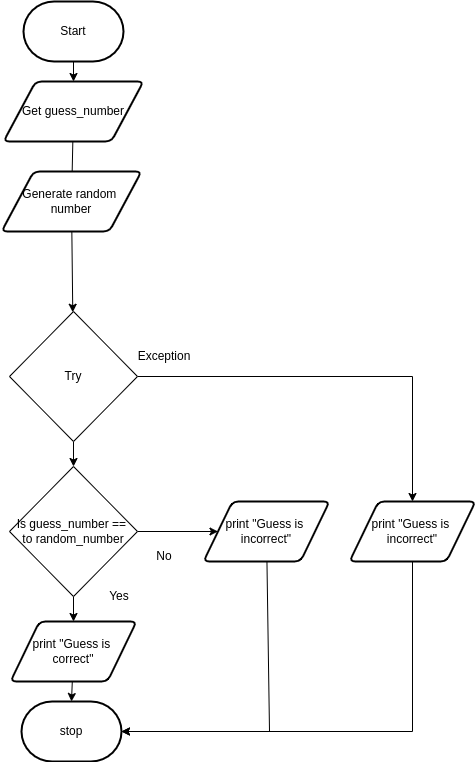 Start
Get guess_number
Generate random
number
Try
Exception
Is guess_number ==
to random_number
No
print "Guess is
incorrect"
print "Guess is
incorrect"
Yes
print "Guess is
correct"
stop